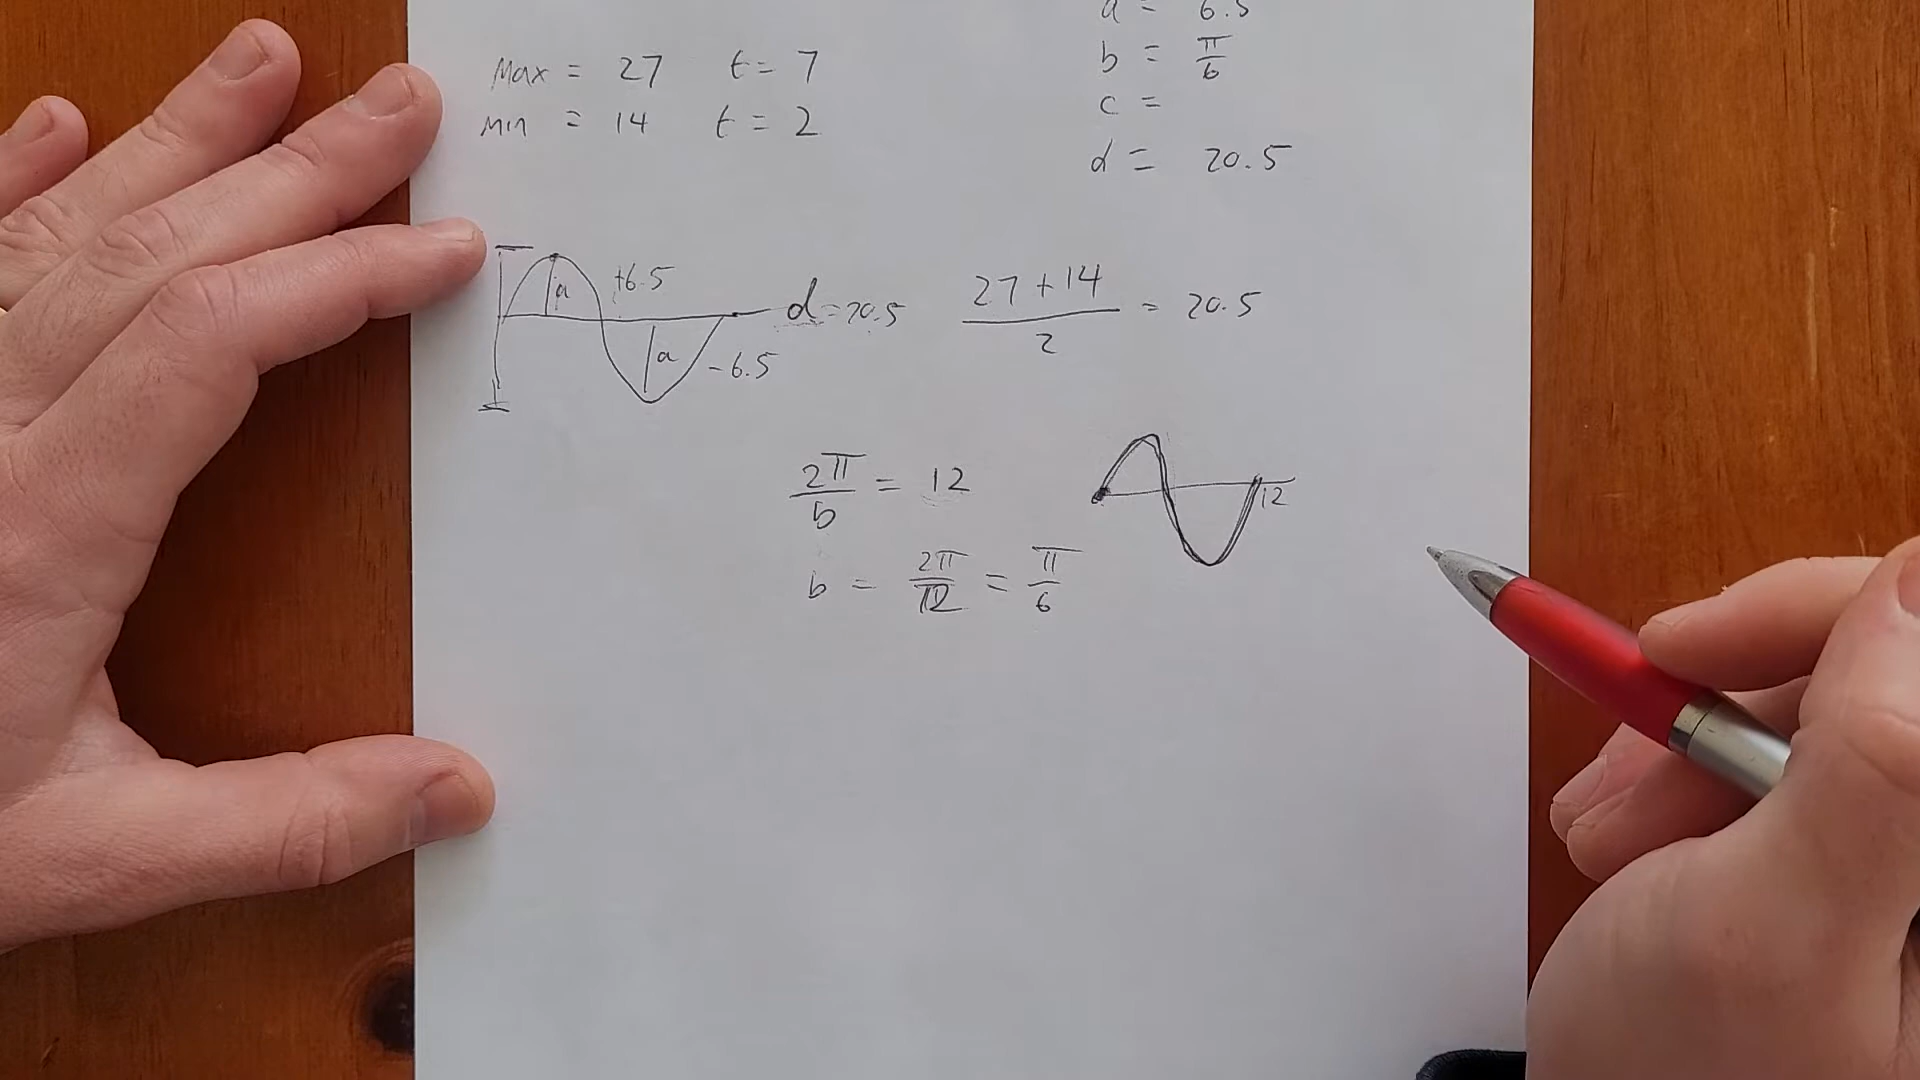 a = 6.5
Max = 27 t = 7
b = π/6
c =
Min = 14 t = 2
d = 20.5
a +6.5
d = 20.5
27 + 14 / 2 = 20.5
a - 6.5
2π/b = 12
12
b = 2π/12 = π/6